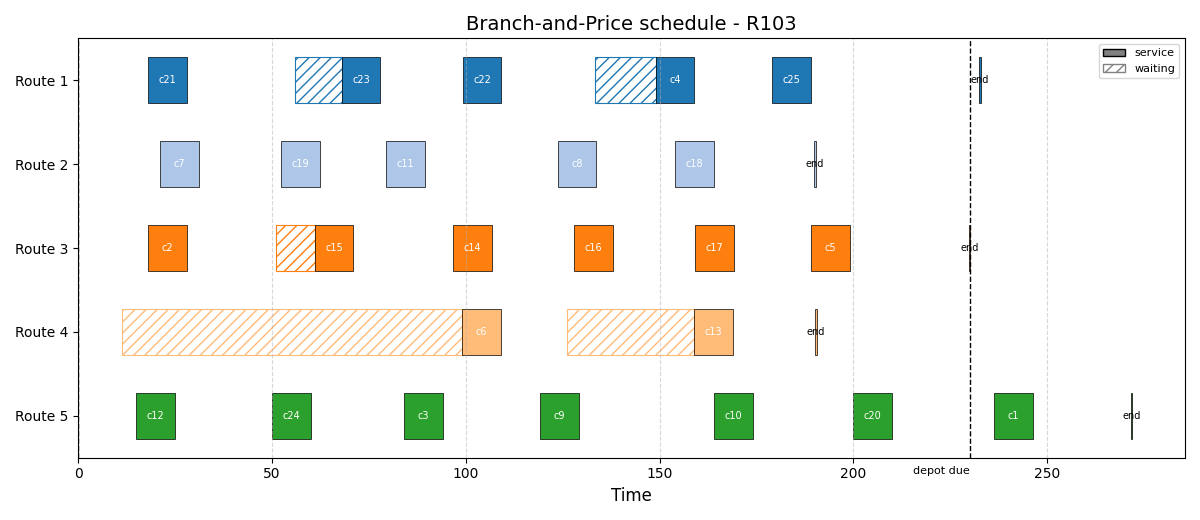 Branch-and-Price schedule - R103
service
waiting
Route 1
c21
c23
c22
c4
c25
end
Route 2
c7
c19
c11
c8
c18
end
Route 3
c2
c15
c14
c16
c17
c5
end
Route 4
c6
c13
end
Route 5
c12
c24
c3
c9
c10
c20
c1
end
depot due
0
50
100
150
200
250
Time